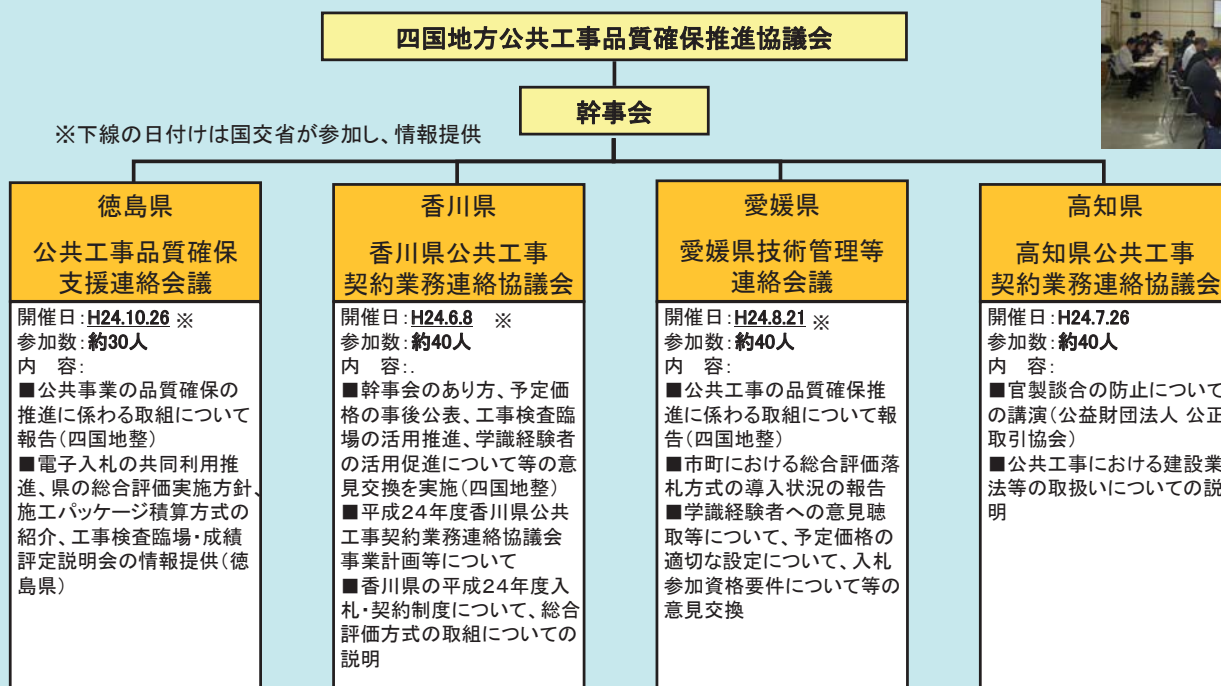 四国地方公共工事品質確保推進協議会
幹事会
※下線の日付けは国交省が参加し、情報提供
徳島県
公共工事品質確保
支援連絡会議
開催日:H24.10.26 ※
参加数:約30人
内　容:
■公共事業の品質確保の
推進に係わる取組について
報告(四国地整)
■電子入札の共同利用推
進、県の総合評価実施方針、
施工パッケージ積算方式の
紹介、工事検査臨場・成績
評定説明会の情報提供(徳
島県)
香川県
香川県公共工事
契約業務連絡協議会
開催日:H24.6.8　※
参加数:約40人
内　容:.
■幹事会のあり方、予定価
格の事後公表、工事検査臨
場の活用推進、学識経験者
の活用促進について等の意
見交換を実施(四国地整)
■平成24年度香川県公共
工事契約業務連絡協議会
事業計画等について
■香川県の平成24年度入
札・契約制度について、総合
評価方式の取組についての
説明
愛媛県
愛媛県技術管理等
連絡会議
開催日:H24.8.21 ※
参加数:約40人
内　容:
■公共工事の品質確保推
進に係わる取組について報
告(四国地整)
■市町における総合評価落
札方式の導入状況の報告
■学識経験者への意見聴
取等について、予定価格の
適切な設定について、入札
参加資格要件について等の
意見交換
高知県
高知県公共工事
契約業務連絡協議会
開催日:H24.7.26
参加数:約40人
内　容:
■官製談合の防止について
の講演(公益財団法人 公正
取引協会)
■公共工事における建設業
法等の取扱いについての説
明